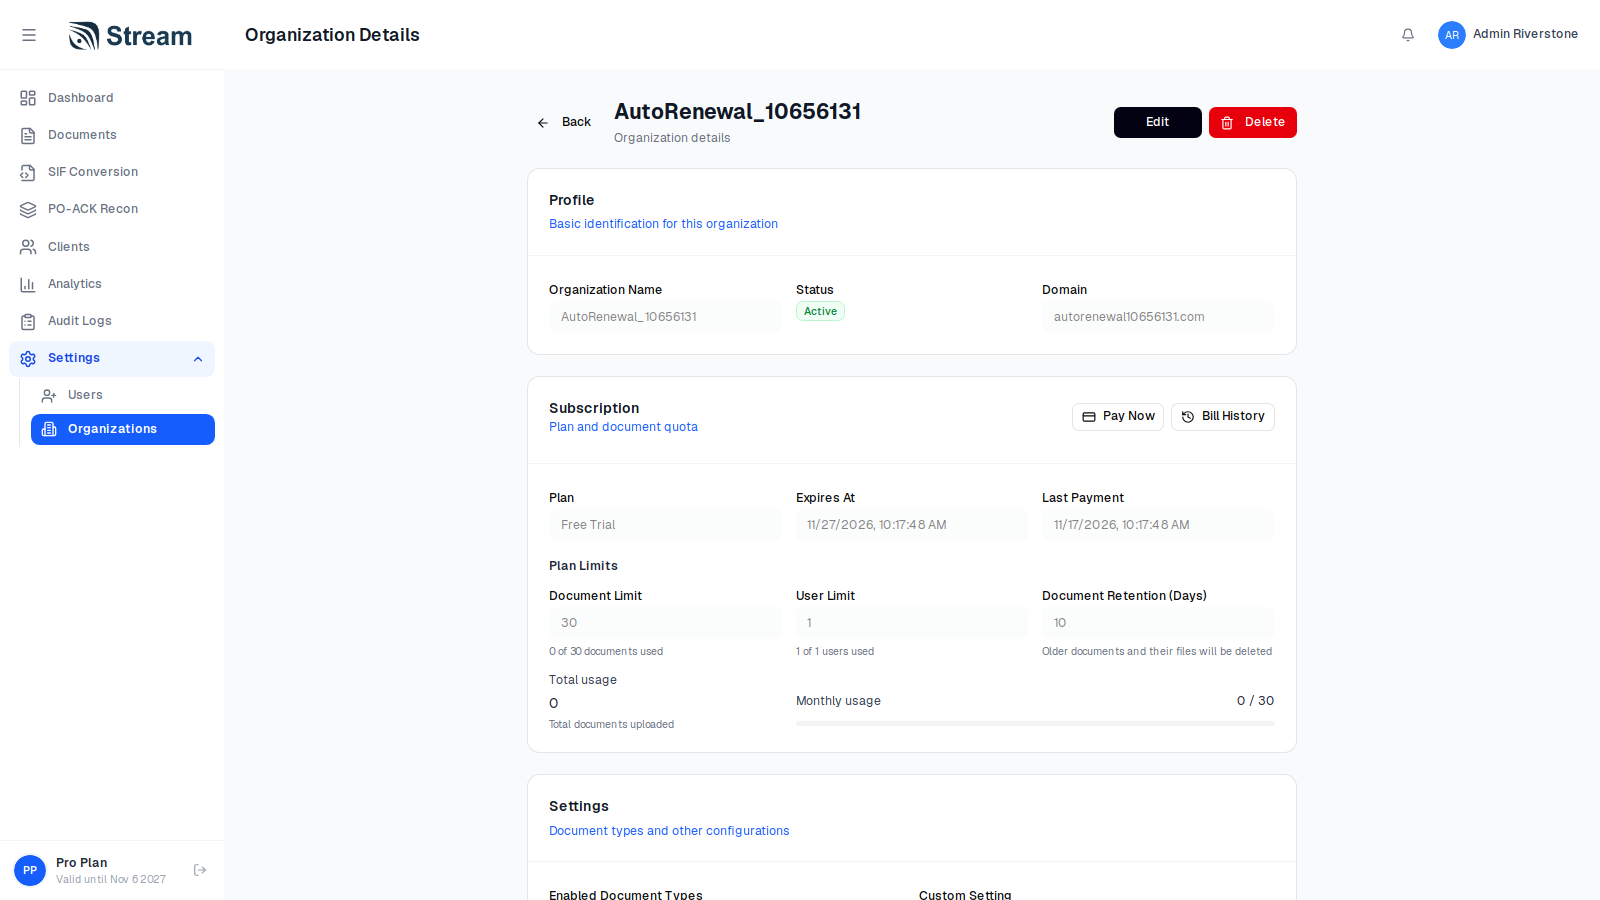 Stream
Organization Details
AR
Admin Riverstone
Dashboard
Documents
SIF Conversion
PO-ACK Recon
Clients
Analytics
Audit Logs
Settings
Users
Organizations
PP
Pro Plan
Valid until Nov 6 2027
Back
AutoRenewal_10656131
Organization details
Edit
Delete
Profile
Basic identification for this organization
Organization Name
Status
Domain
AutoRenewal_10656131
Active
autorenewal10656131.com
Subscription
Plan and document quota
Pay Now
Bill History
Plan
Expires At
Last Payment
Free Trial
11/27/2026, 10:17:48 AM
11/17/2026, 10:17:48 AM
Plan Limits
Document Limit
User Limit
Document Retention (Days)
30
1
10
0 of 30 documents used
1 of 1 users used
Older documents and their files will be deleted
Total usage
0
Total documents uploaded
Monthly usage
0 / 30
Settings
Document types and other configurations
Enabled Document Types
Custom Setting